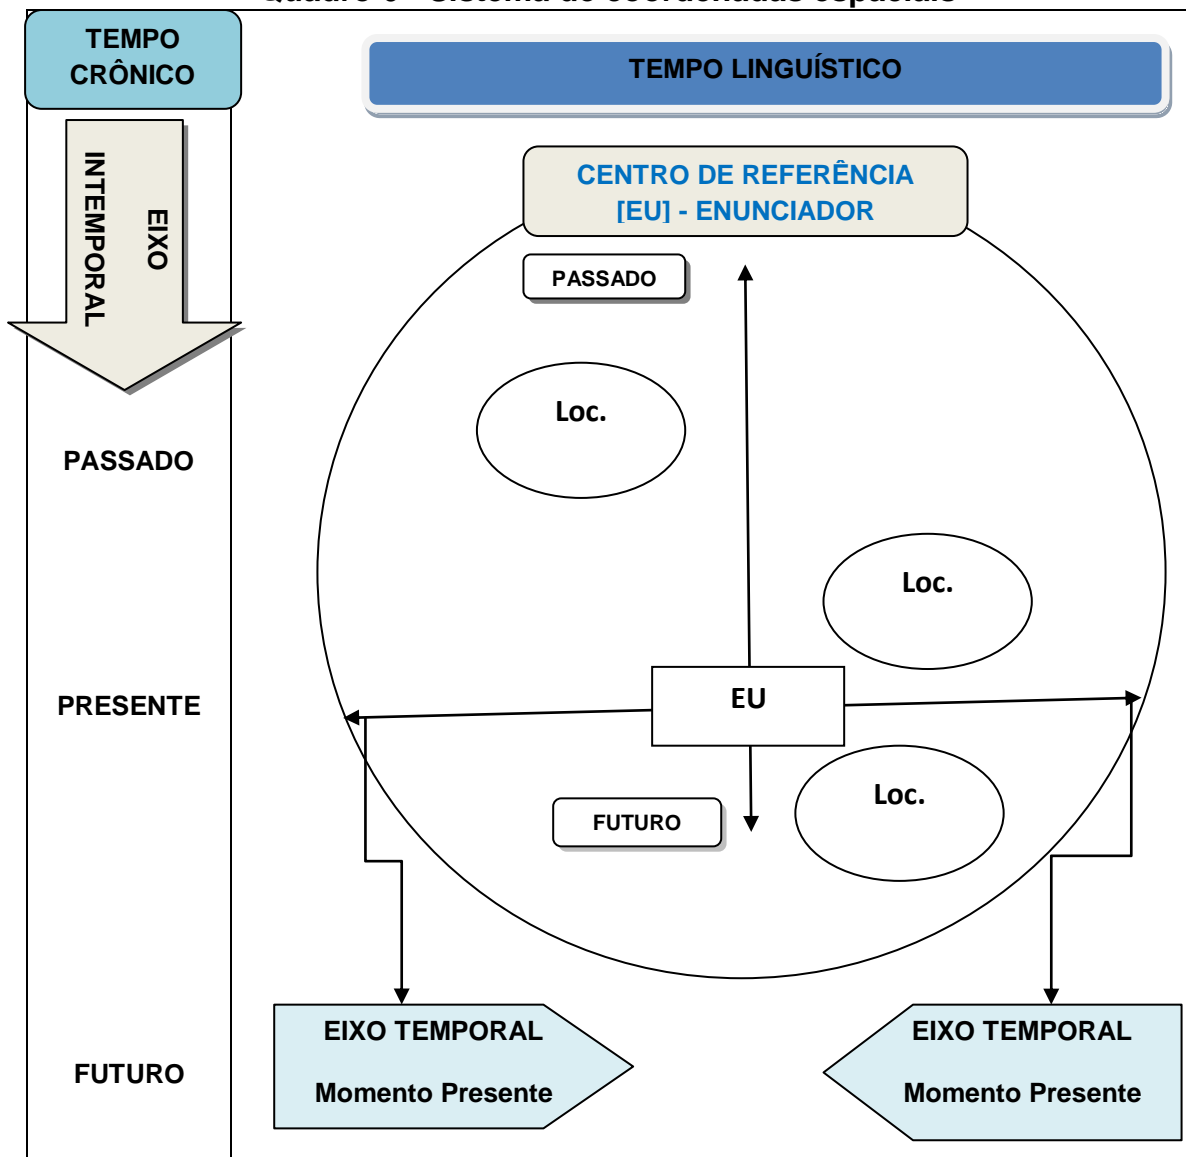 TEMPO
CRÔNICO
TEMPO LINGUÍSTICO
EIXO
INTEMPORAL
CENTRO DE REFERÊNCIA
[EU] - ENUNCIADOR
PASSADO
Loc.
PASSADO
Loc.
PRESENTE
EU
Loc.
FUTURO
FUTURO
EIXO TEMPORAL
Momento Presente
EIXO TEMPORAL
Momento Presente